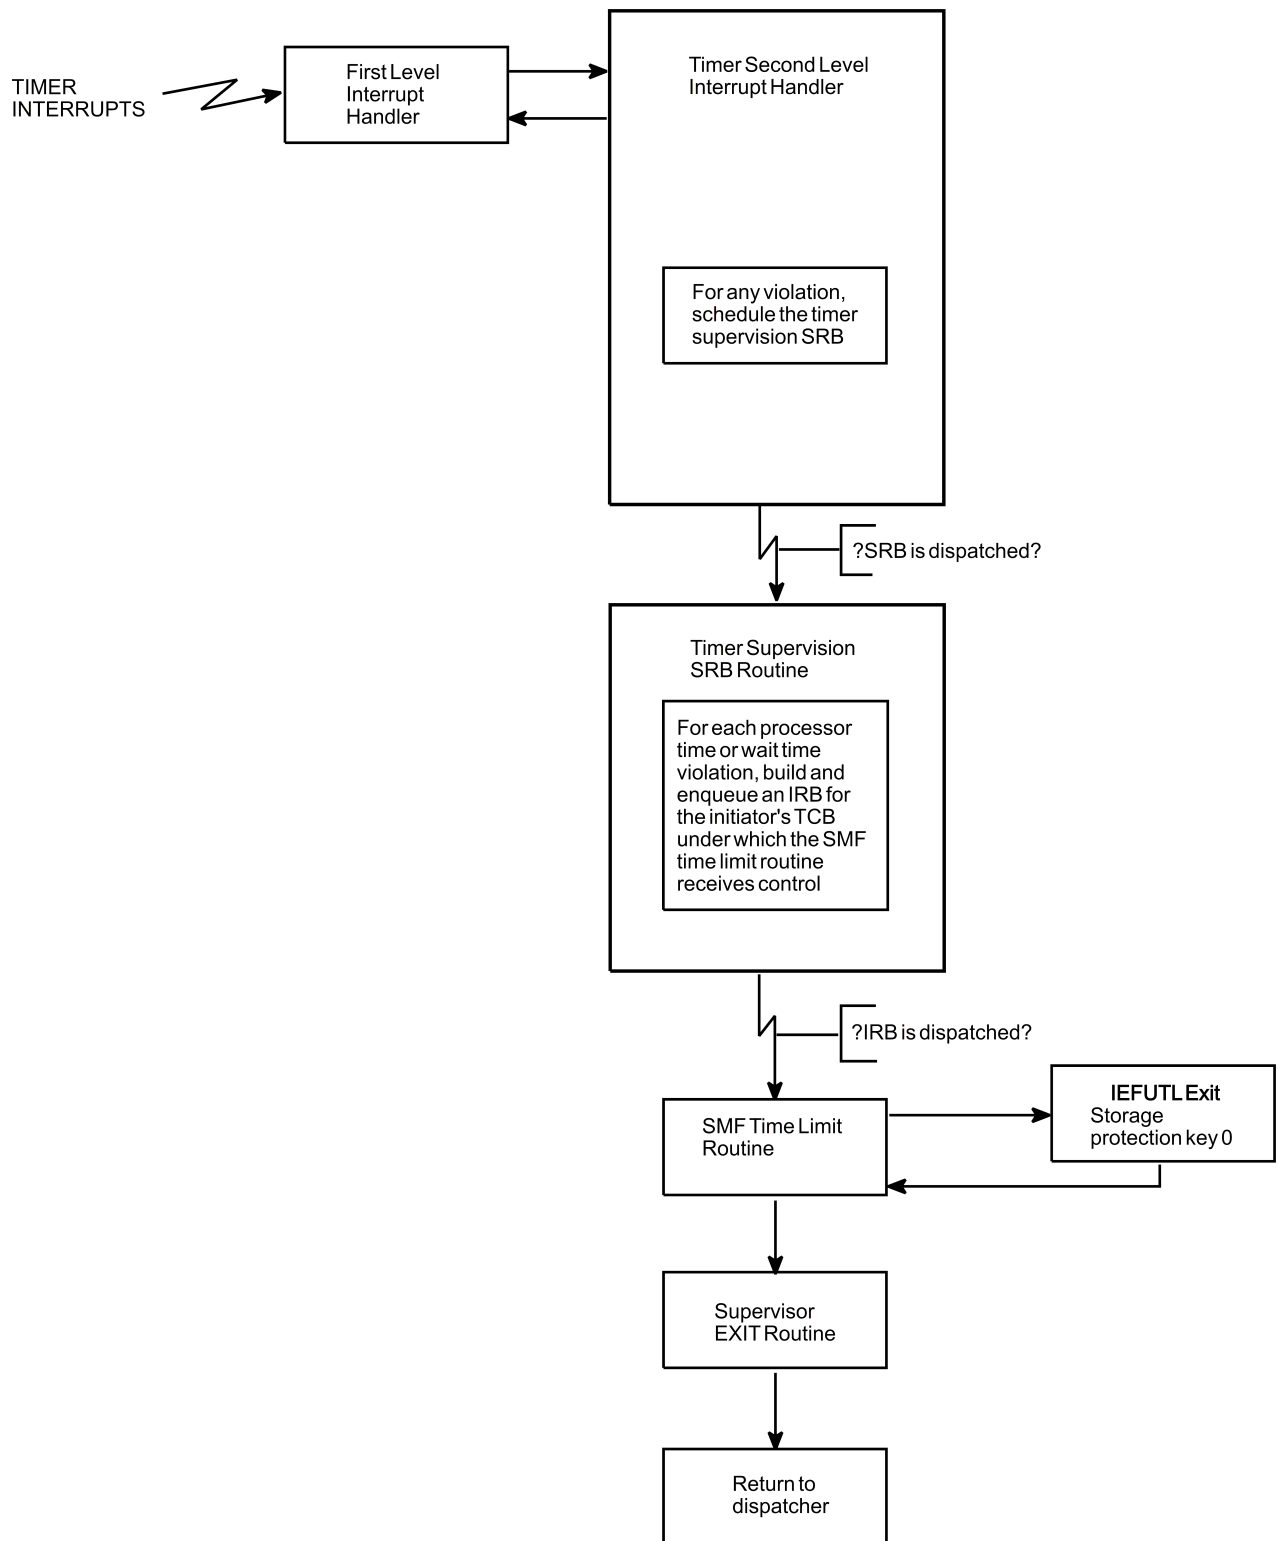 TIMER
INTERRUPTS
First Level
Interrupt
Handler
Timer Second Level
Interrupt Handler
For any violation,
schedule the timer
supervision SRB
?SRB is dispatched?
Timer Supervision
SRB Routine
For each processor
time or wait time
violation, build and
enqueue an IRB for
the initiator's TCB
under which the SMF
time limit routine
receives control
?IRB is dispatched?
SMF Time Limit
Routine
IEFUTL Exit
Storage
protection key 0
Supervisor
EXIT Routine
Return to
dispatcher